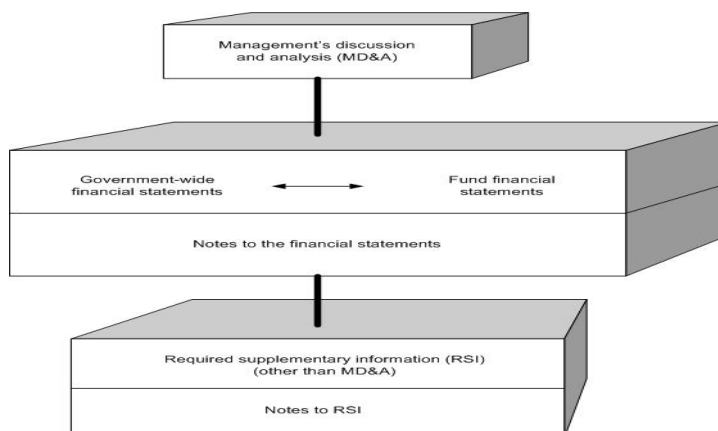 Management's discussion
and analysis (MD&A)
Government-wide
financial statements
Fund financial
statements
Notes to the financial statements
Required supplementary information (RSI)
(other than MD&A)
Notes to RSI